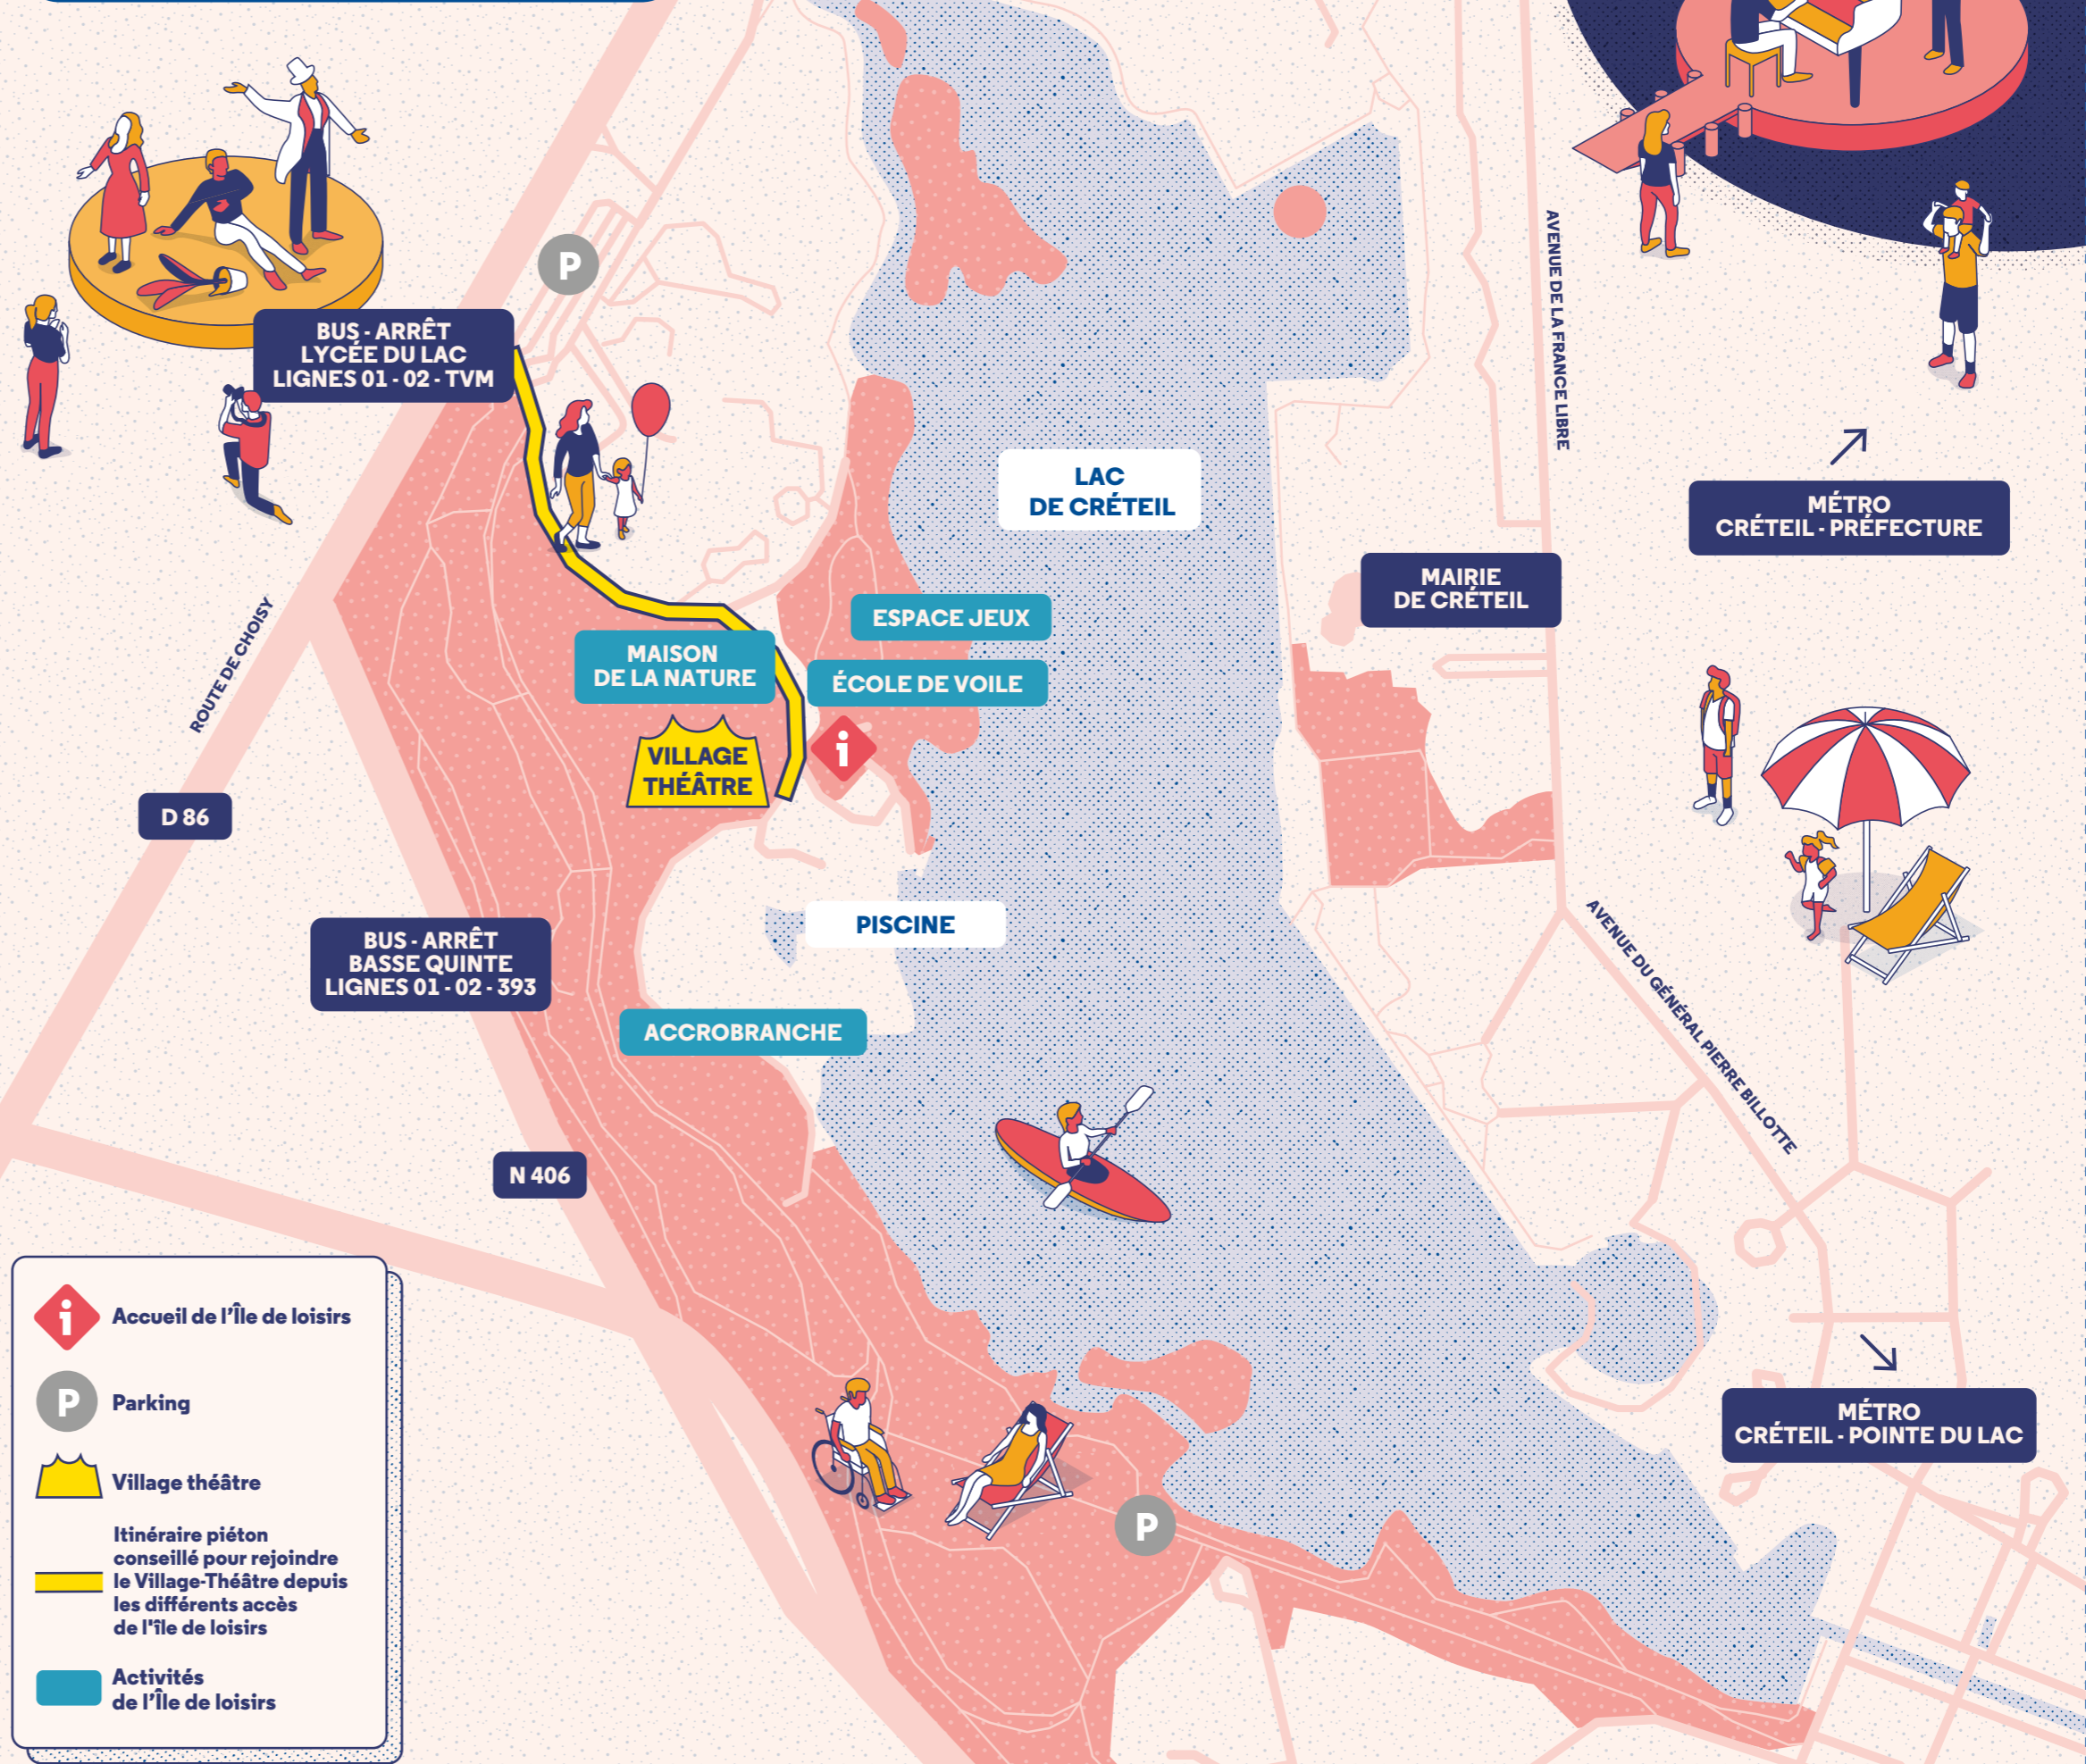 BUS - ARRÊT
LYCÉE DU LAC
LIGNES 01 - 02 - TVM
P
AVENUE DE LA FRANCE LIBRE
LAC
DE CRÉTEIL
MÉTRO
CRÉTEIL - PRÉFECTURE
MAIRIE
DE CRÉTEIL
ESPACE JEUX
MAISON
DE LA NATURE
ÉCOLE DE VOILE
ROUTE DE CHOISY
VILLAGE
THÉÂTRE
i
D 86
PISCINE
BUS - ARRÊT
BASSE QUINTE
LIGNES 01 - 02 - 393
AVENUE DU GÉNÉRAL PIERRE BILLOTTE
ACCROBRANCHE
N 406
MÉTRO
CRÉTEIL - POINTE DU LAC
P
i Accueil de l'Île de loisirs
P Parking
Village théâtre
Itinéraire piéton
conseillé pour rejoindre
le Village-Théâtre depuis
les différents accès
de l'île de loisirs
Activités
de l'Île de loisirs